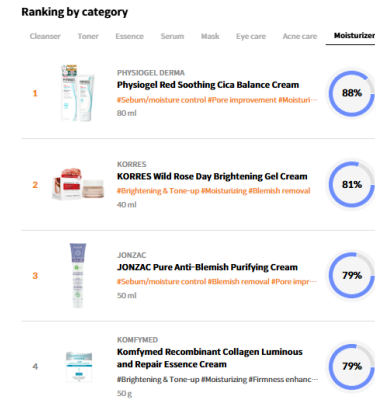 Ranking by category
Cleanser Toner Essence Serum Mask Eye care Acne care Moisturizer
1
PHYSIOGEL DERMA
Physiogel Red Soothing Cica Balance Cream
#Sebum/moisture control #Pore improvement #Moisturi···
80 ml
88%
2
KORRES
KORRES Wild Rose Day Brightening Gel Cream
#Brightening & Tone-up #Moisturizing #Blemish removal
40 ml
81%
3
JONZAC
JONZAC Pure Anti-Blemish Purifying Cream
#Sebum/moisture control #Blemish removal #Pore impr···
50 ml
79%
4
KOMFYMED
Komfymed Recombinant Collagen Luminous
and Repair Essence Cream
#Brightening & Tone-up #Moisturizing #Firmness enhanc···
50 g
79%